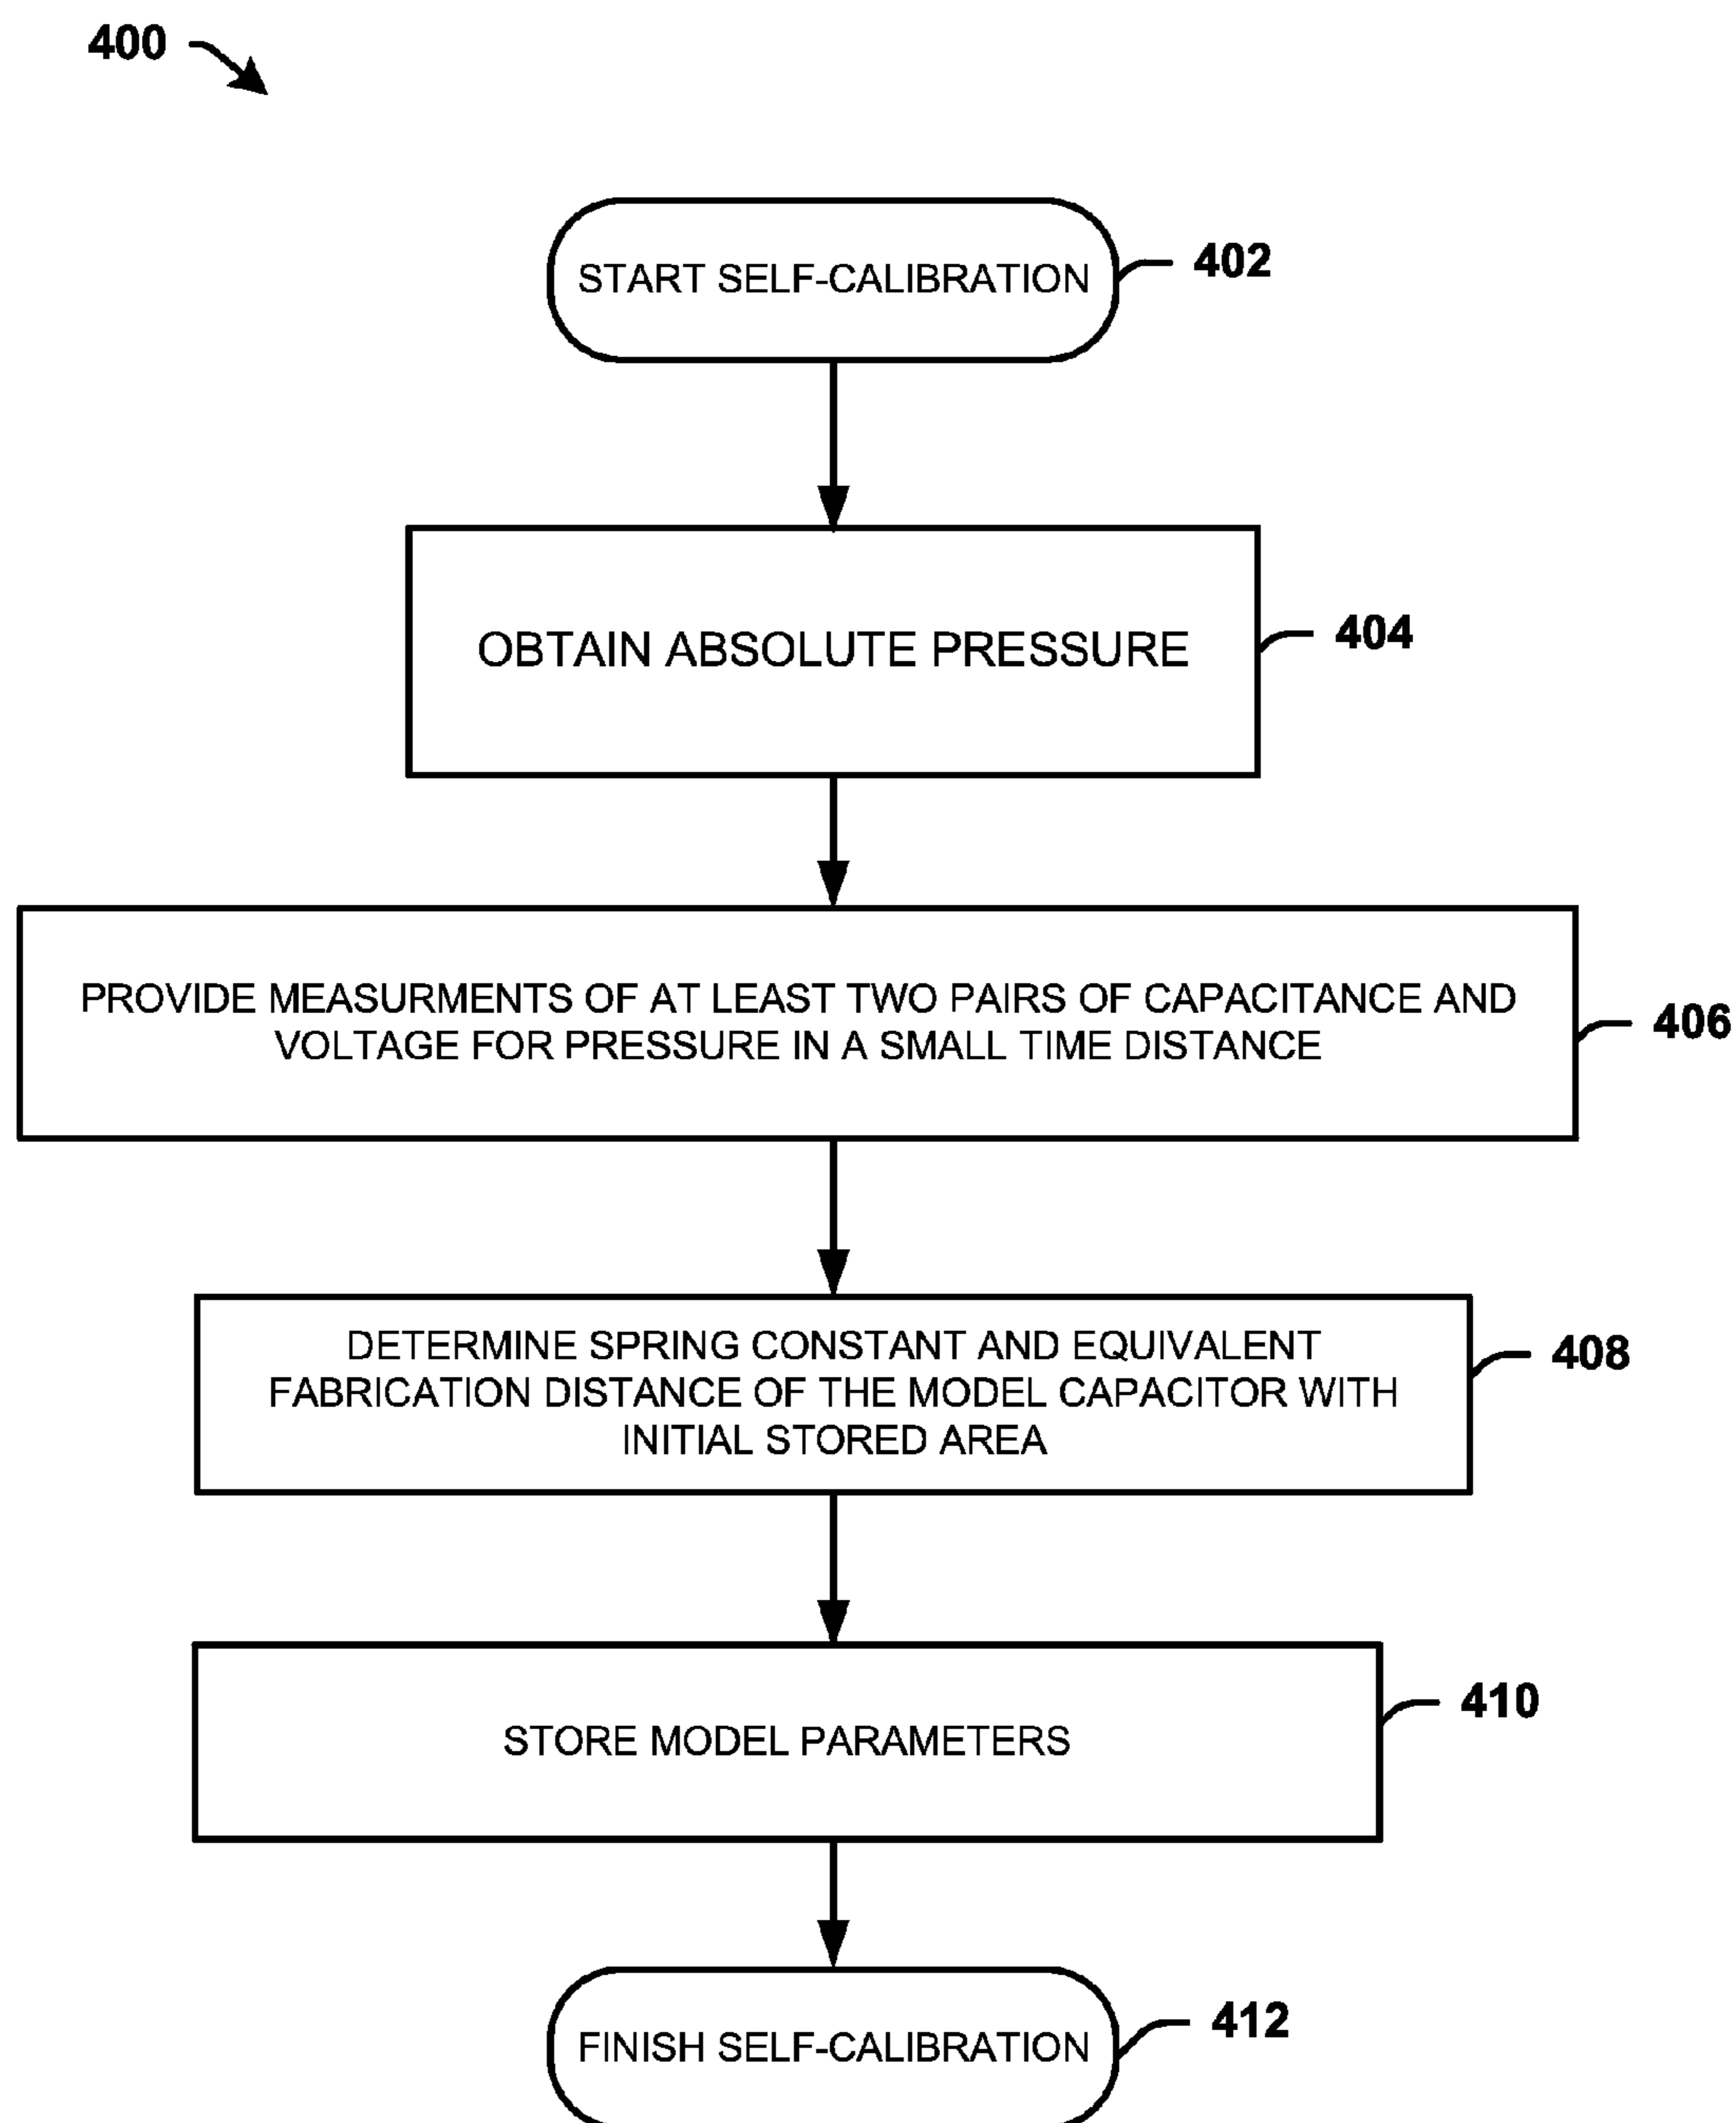 400
START SELF-CALIBRATION
402
OBTAIN ABSOLUTE PRESSURE
404
PROVIDE MEASURMENTS OF AT LEAST TWO PAIRS OF CAPACITANCE AND
VOLTAGE FOR PRESSURE IN A SMALL TIME DISTANCE
406
DETERMINE SPRING CONSTANT AND EQUIVALENT
FABRICATION DISTANCE OF THE MODEL CAPACITOR WITH
INITIAL STORED AREA
408
STORE MODEL PARAMETERS
410
FINISH SELF-CALIBRATION
412